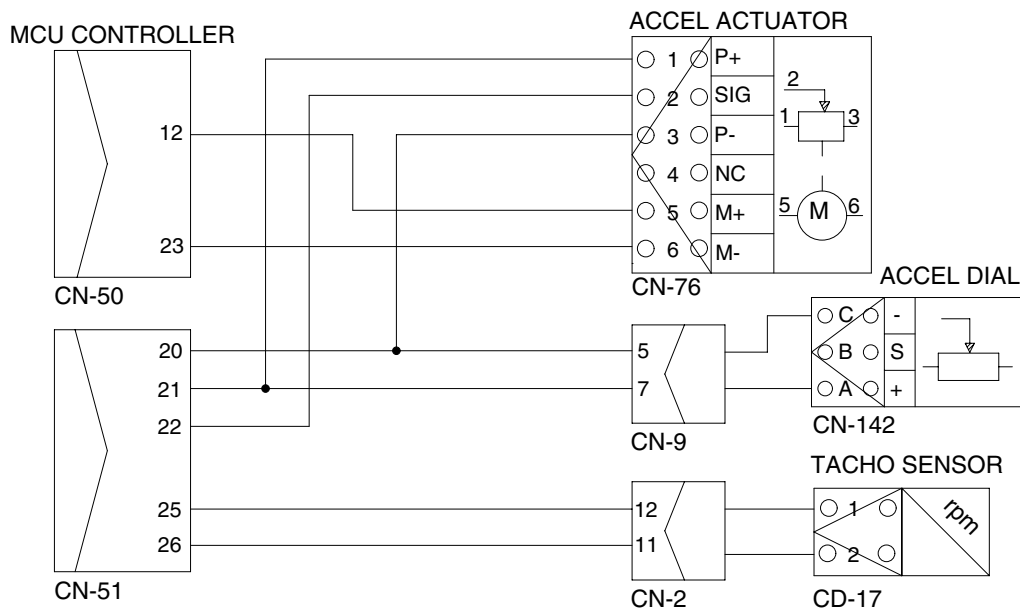 MCU CONTROLLER
12
23
CN-50
20
21
22
25
26
CN-51
ACCEL ACTUATOR
1 P+
2 SIG
3 P-
4 NC
5 M+
6 M-
2
1 3
5 M 6
CN-76
5
7
CN-9
ACCEL DIAL
C -
B S
A +
CN-142
12
11
CN-2
TACHO SENSOR
1
2
rpm
CD-17